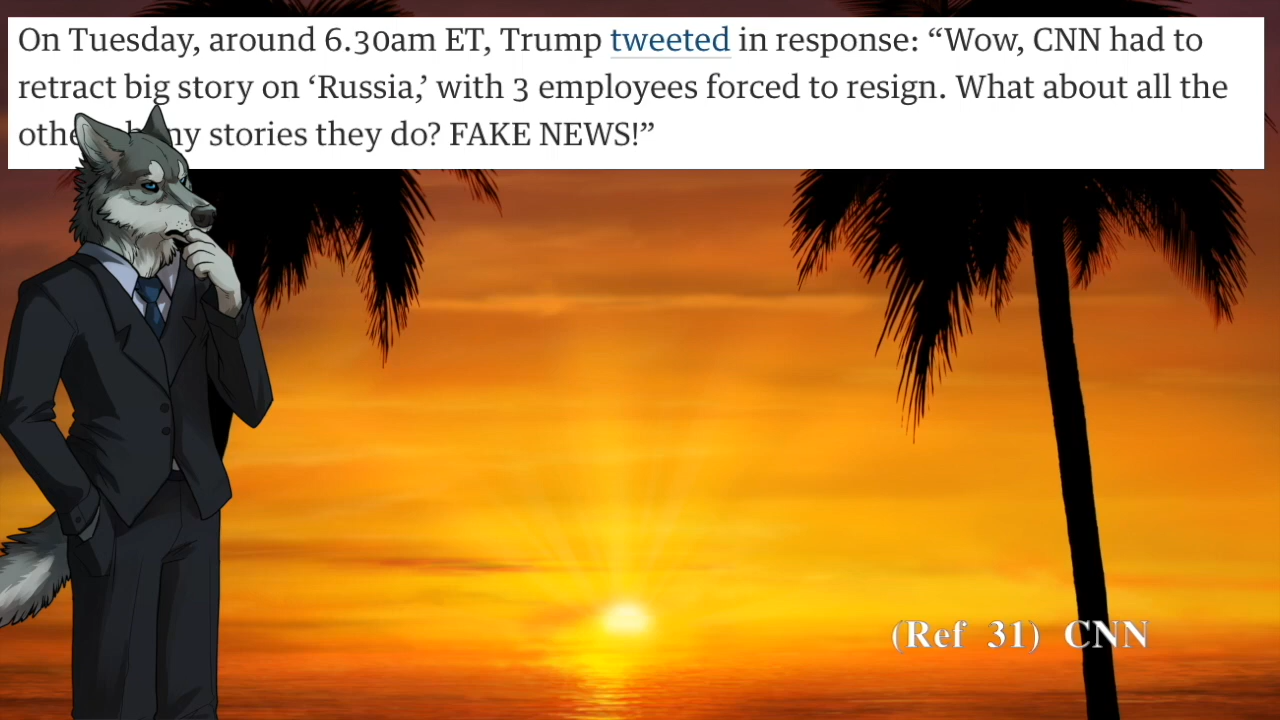 On Tuesday, around 6.30am ET, Trump tweeted in response: “Wow, CNN had to
retract big story on ‘Russia,’ with 3 employees forced to resign. What about all the
stories they do? FAKE NEWS!”
(Ref 31) CNN